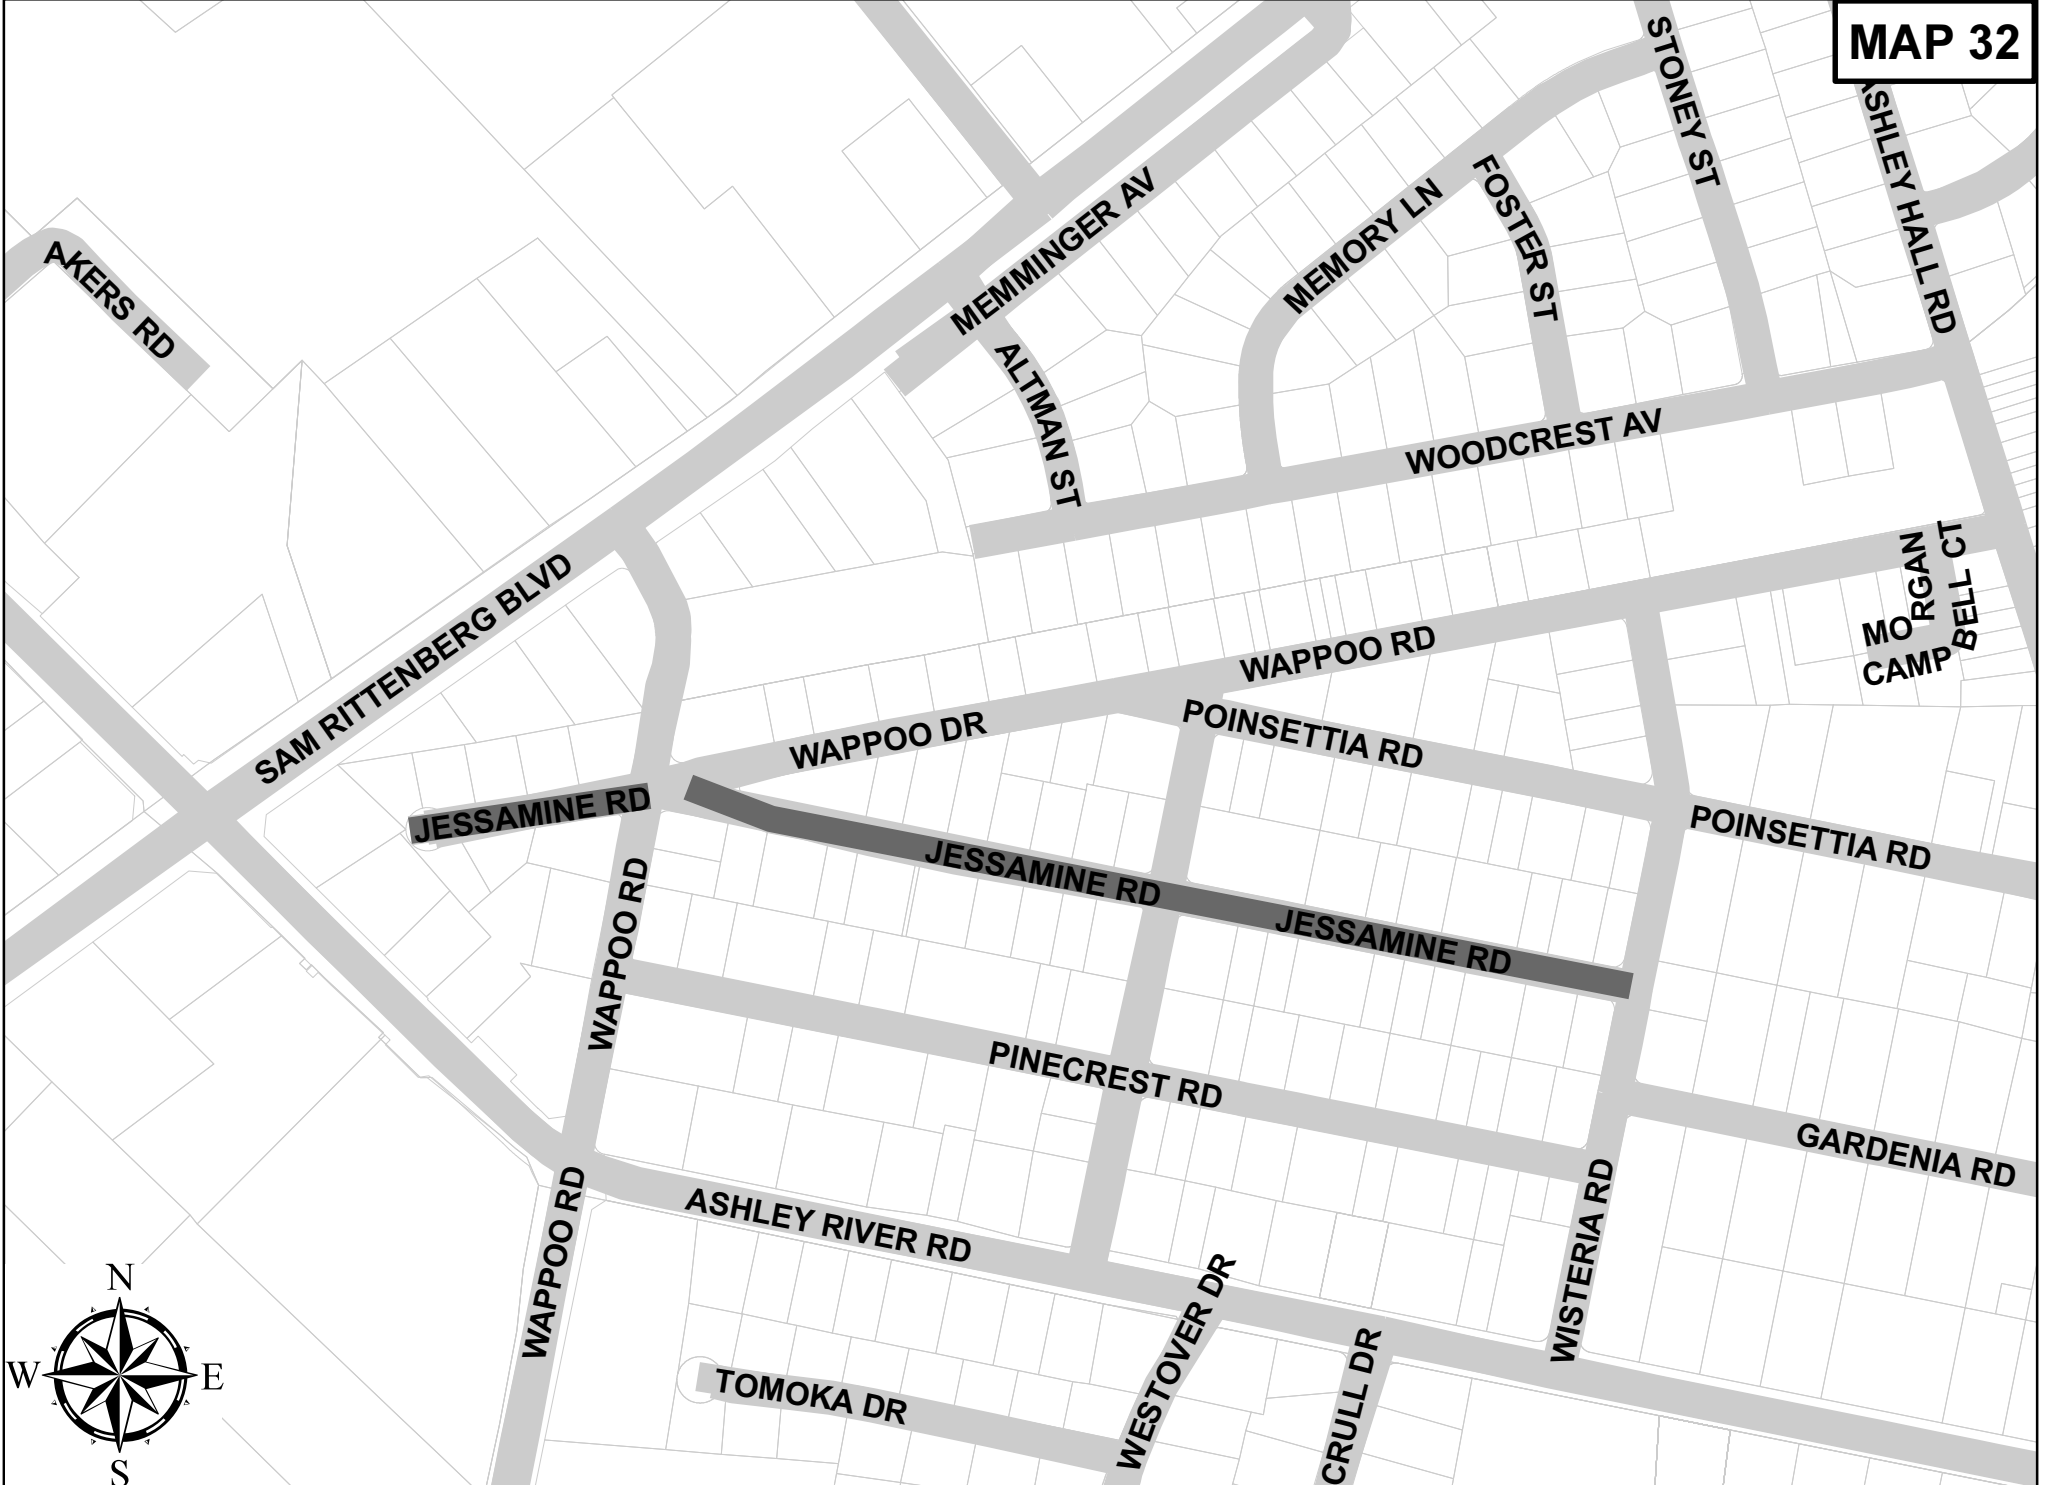 MAP 32
STONEY ST
ASHLEY HALL RD
MEMMINGER AV
MEMORY LN
FOSTER ST
AKERS RD
ALTMAN ST
WOODCREST AV
SAM RITTENBERG BLVD
MORGAN
CAMPBELL CT
WAPPOO RD
WAPPOO DR
POINSETTIA RD
JESSAMINE RD
POINSETTIA RD
JESSAMINE RD
JESSAMINE RD
WAPPOO RD
PINECREST RD
GARDENIA RD
ASHLEY RIVER RD
WAPPOO RD
WISTERIA RD
WESTOVER DR
CRULL DR
TOMOKA DR
N
W E
S